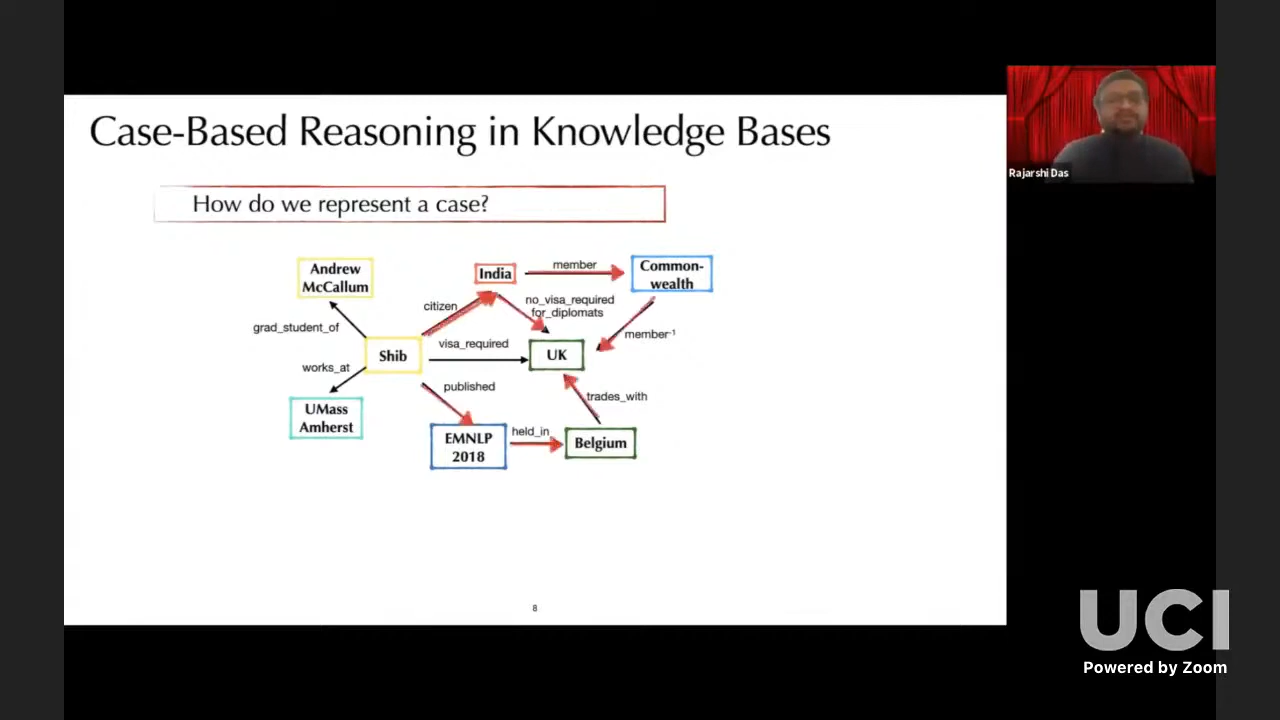 Case-Based Reasoning in Knowledge Bases
Rajarshi Das
How do we represent a case?
Andrew
McCallum
India
member
Common-
wealth
citizen
no_visa_required
for_diplomats
grad_student_of
member⁻¹
Shib
visa_required
UK
works_at
published
trades_with
UMass
Amherst
EMNLP
2018
held_in
Belgium
8
UCI
Powered by Zoom